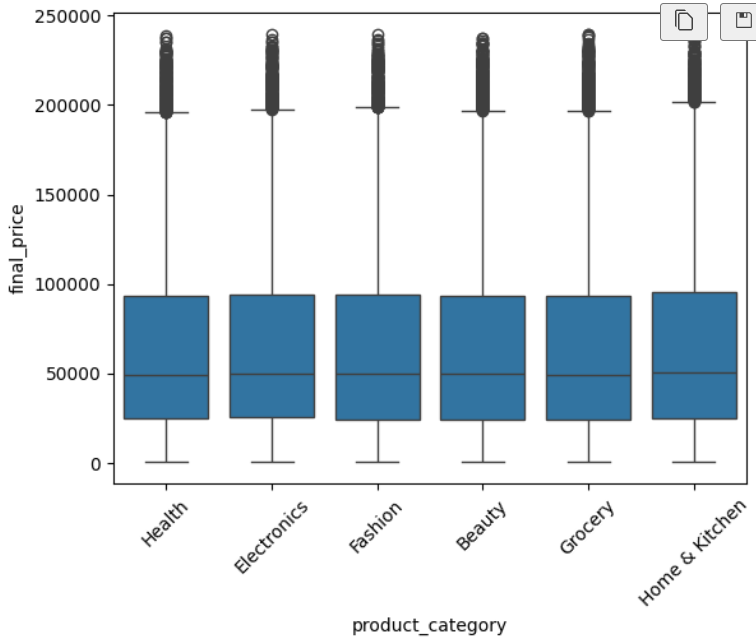 250000
200000
150000
100000
50000
0
final_price
Health
Electronics
Fashion
Beauty
Grocery
Home & Kitchen
product_category